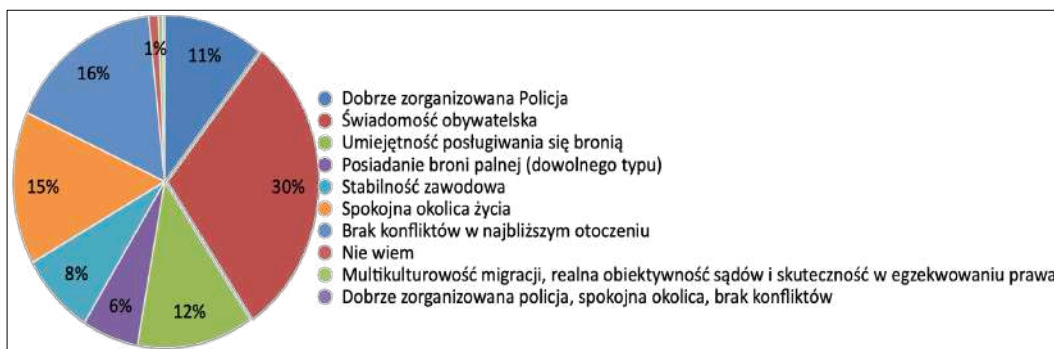 1%
11%
16%
30%
15%
8%
6%
12%
Dobrze zorganizowana Policja
Świadomość obywatelska
Umiejętność posługiwania się bronią
Posiadanie broni palnej (dowolnego typu)
Stabilność zawodowa
Spokojna okolica życia
Brak konfliktów w najbliższym otoczeniu
Nie wiem
Multikulturowość migracji, realna obiektywność sądów i skuteczność w egzekwowaniu prawa
Dobrze zorganizowana policja, spokojna okolica, brak konfliktów